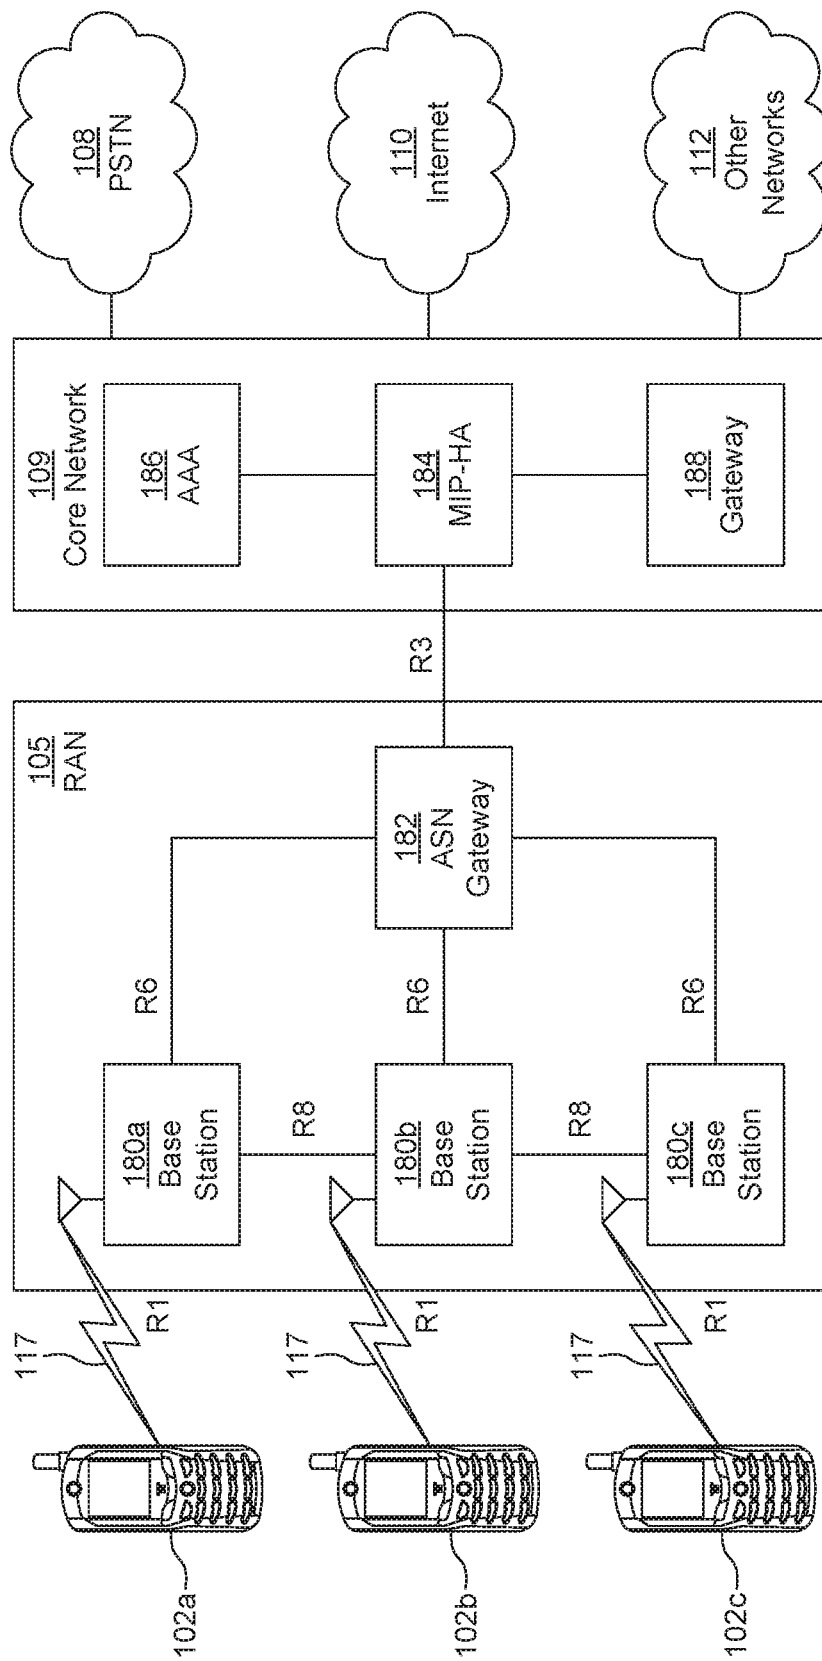 102a
117
R1
180a
Base
Station
R6
105
RAN
109
Core Network
186
AAA
108
PSTN
R8
102b
117
R1
180b
Base
Station
R6
182
ASN
Gateway
R3
184
MIP-HA
110
Internet
R8
102c
117
R1
180c
Base
Station
R6
188
Gateway
112
Other
Networks